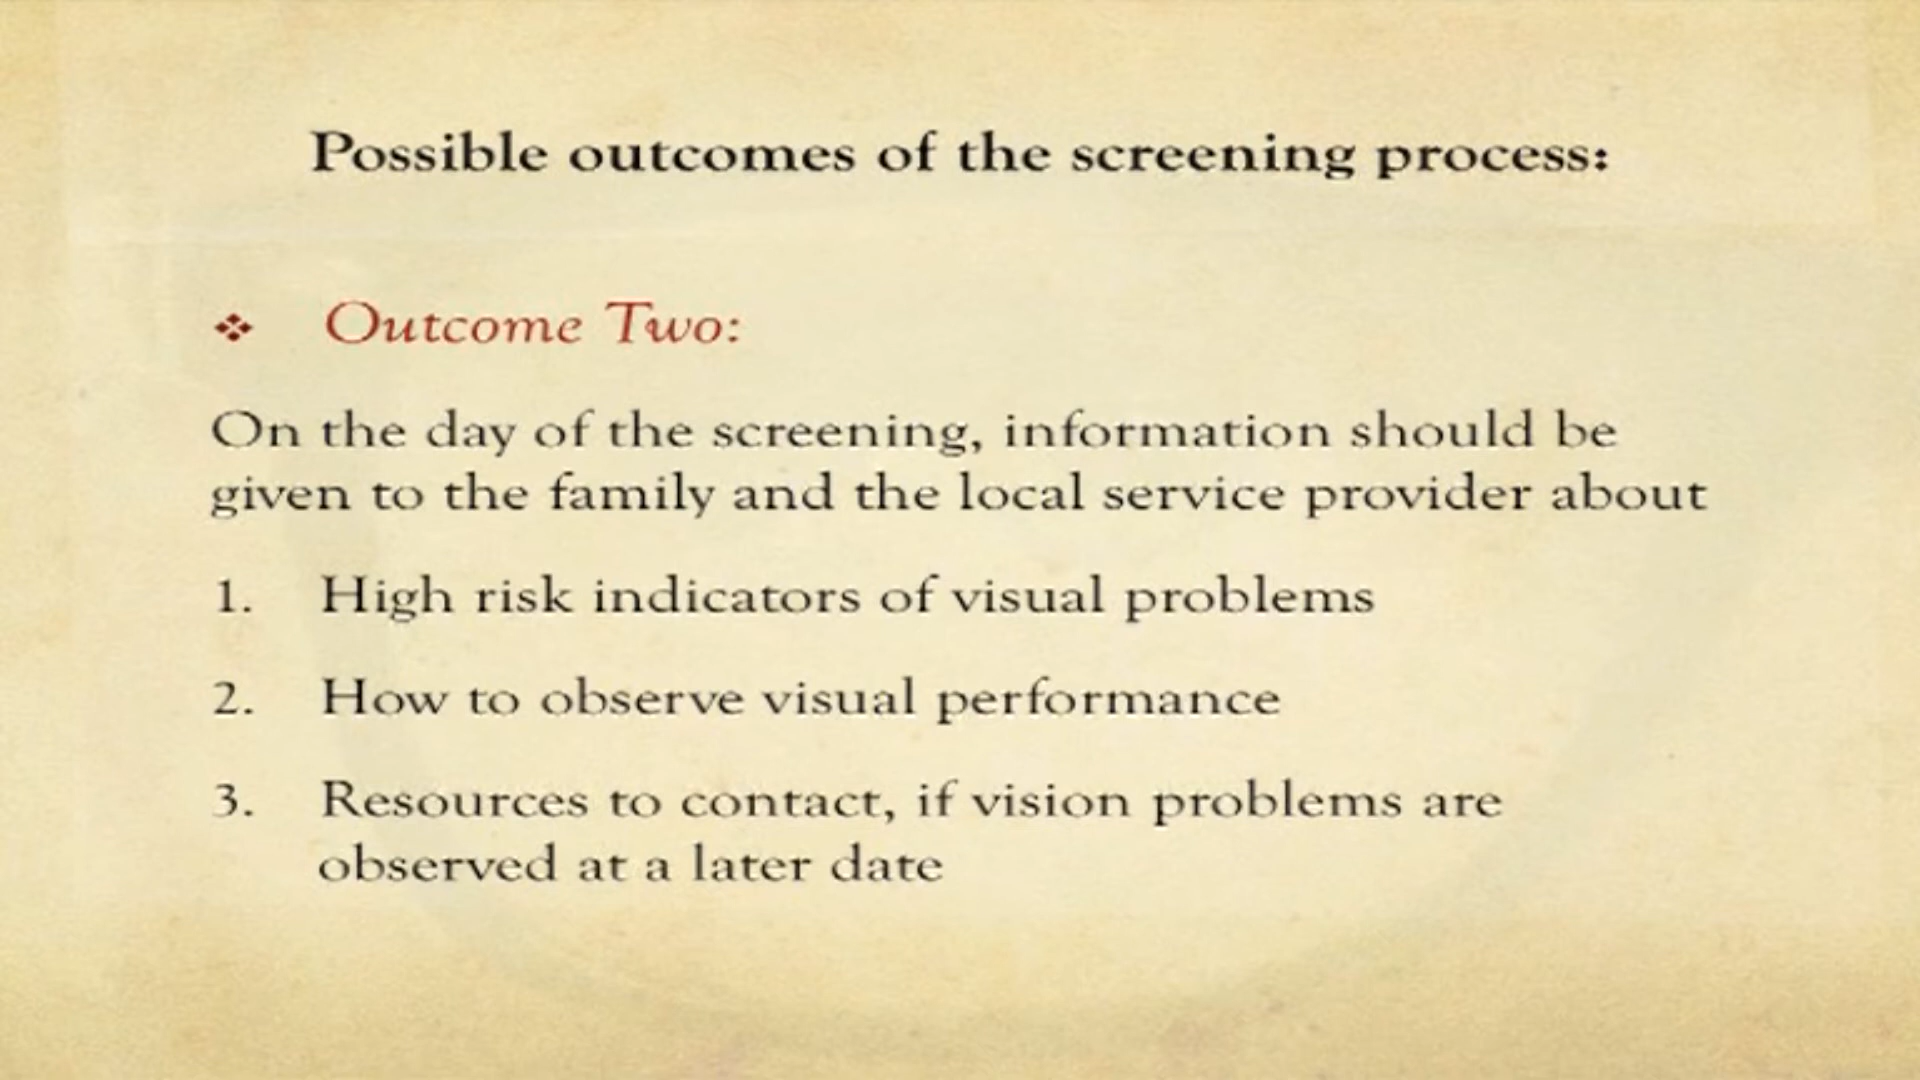 Possible outcomes of the screening process:
❖ Outcome Two:
On the day of the screening, information should be
given to the family and the local service provider about
1. High risk indicators of visual problems
2. How to observe visual performance
3. Resources to contact, if vision problems are
observed at a later date